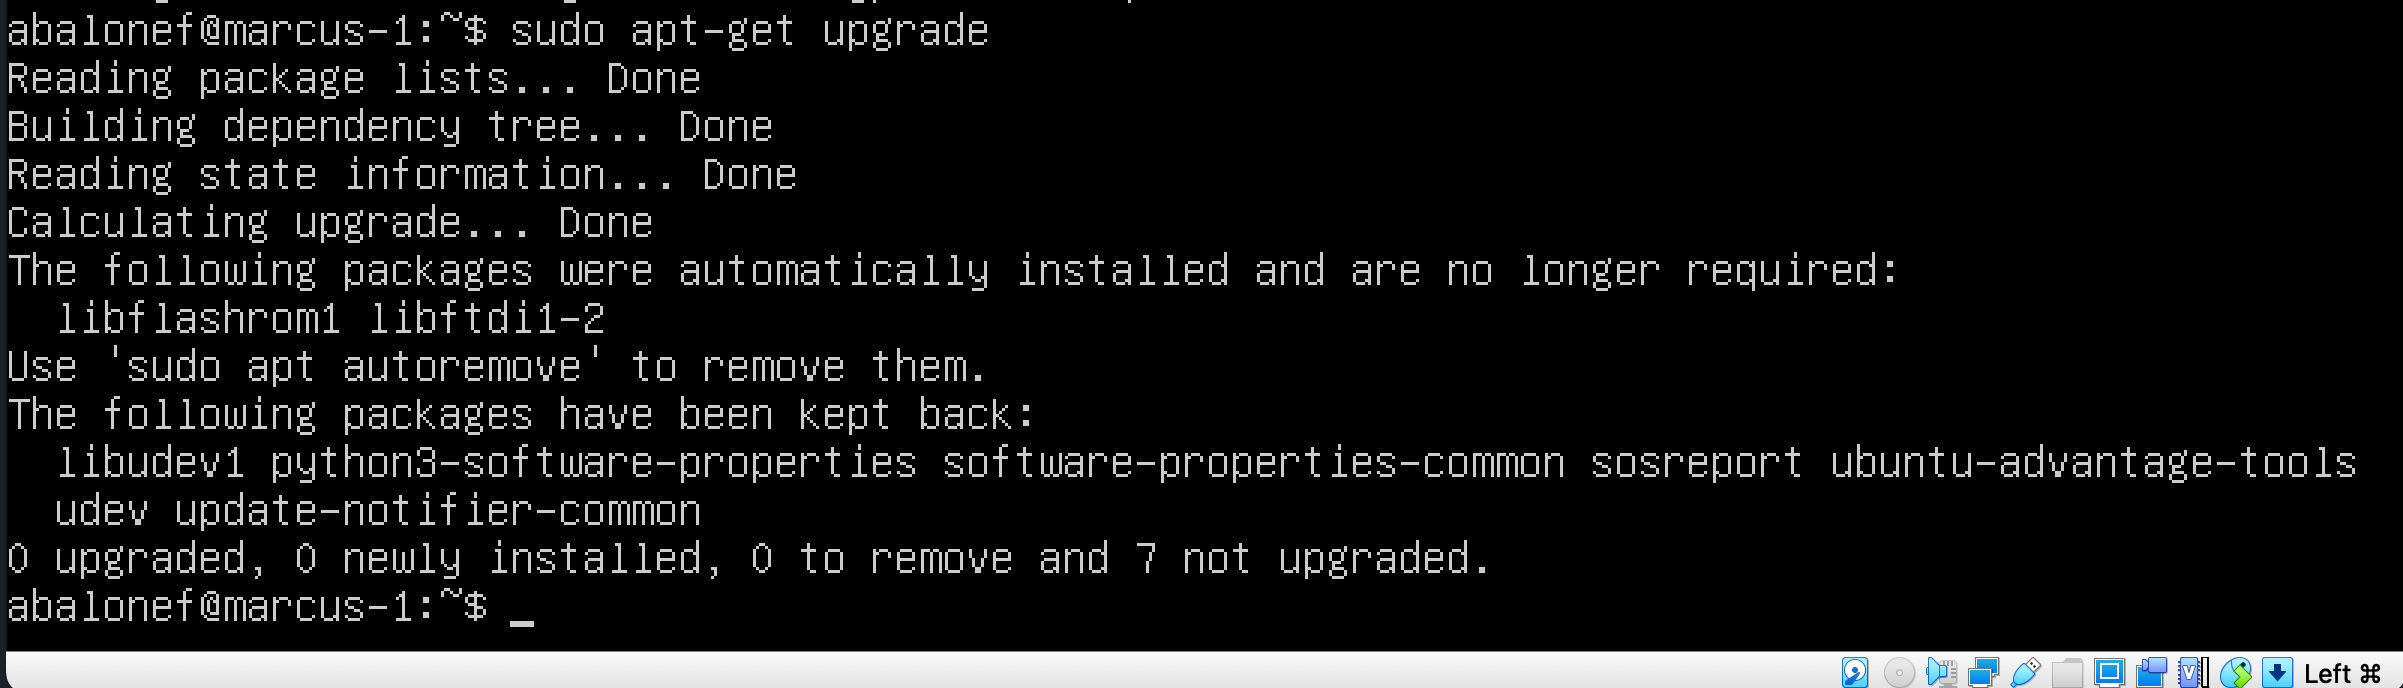 abalonef@marcus-1:~$ sudo apt-get upgrade
Reading package lists... Done
Building dependency tree... Done
Reading state information... Done
Calculating upgrade... Done
The following packages were automatically installed and are no longer required:
  libflashrom1 libftdi1-2
Use 'sudo apt autoremove' to remove them.
The following packages have been kept back:
  libudev1 python3-software-properties software-properties-common sosreport ubuntu-advantage-tools
  udev update-notifier-common
0 upgraded, 0 newly installed, 0 to remove and 7 not upgraded.
abalonef@marcus-1:~$ _
Left ⌘